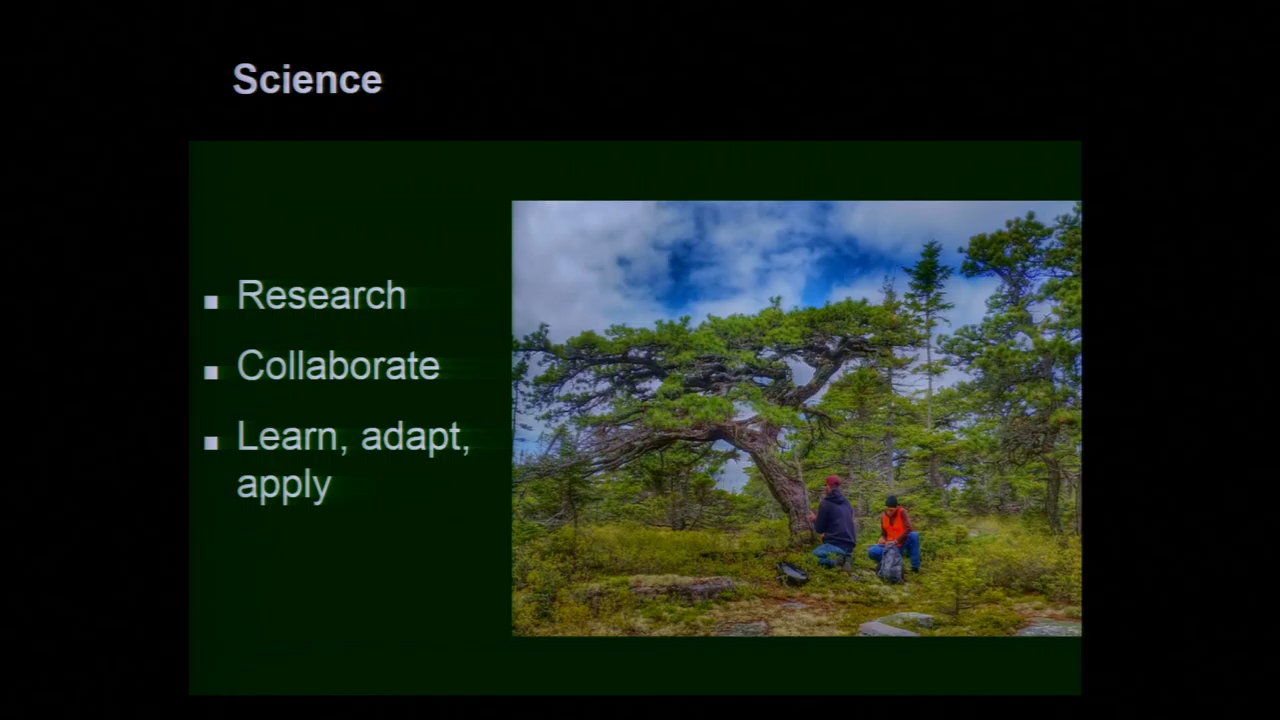 Science
■ Research
■ Collaborate
■ Learn, adapt,
apply